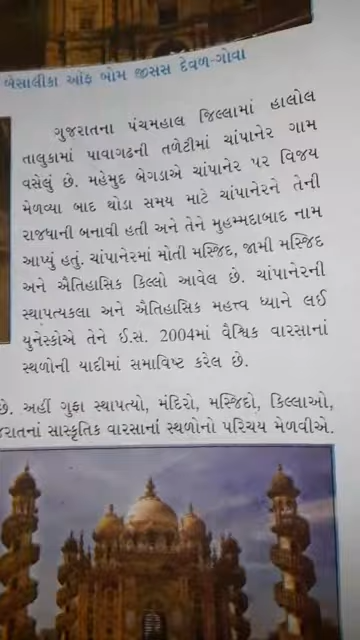 બેસાલીકા ઑફ બોમ જીસસ દેવળ-ગોવા
ગુજરાતના પંચમહાલ જિલ્લામાં હાલોલ
તાલુકામાં પાવાગઢની તળેટીમાં ચાંપાનેર ગામ
વસેલું છે. મહેમુદ બેગડાએ ચાંપાનેર પર વિજય
મેળવ્યા બાદ થોડા સમય માટે ચાંપાનેરને તેની
રાજધાની બનાવી હતી અને તેને મુહમ્મદાબાદ નામ
આપ્યું હતું. ચાંપાનેરમાં મોતી મસ્જિદ, જામી મસ્જિદ
અને ઐતિહાસિક કિલ્લો આવેલ છે. ચાંપાનેરની
સ્થાપત્યકલા અને ઐતિહાસિક મહત્ત્વ ધ્યાને લઈ
યુનેસ્કોએ તેને ઈ.સ. 2004માં વૈશ્વિક વારસાનાં
સ્થળોની યાદીમાં સમાવિષ્ટ કરેલ છે.
છે. અહીં ગુફા સ્થાપત્યો, મંદિરો, મસ્જિદો, કિલ્લાઓ,
સાસ્કૃતિક વારસાનાં સ્થળોનો પરિચય મેળવીએ.